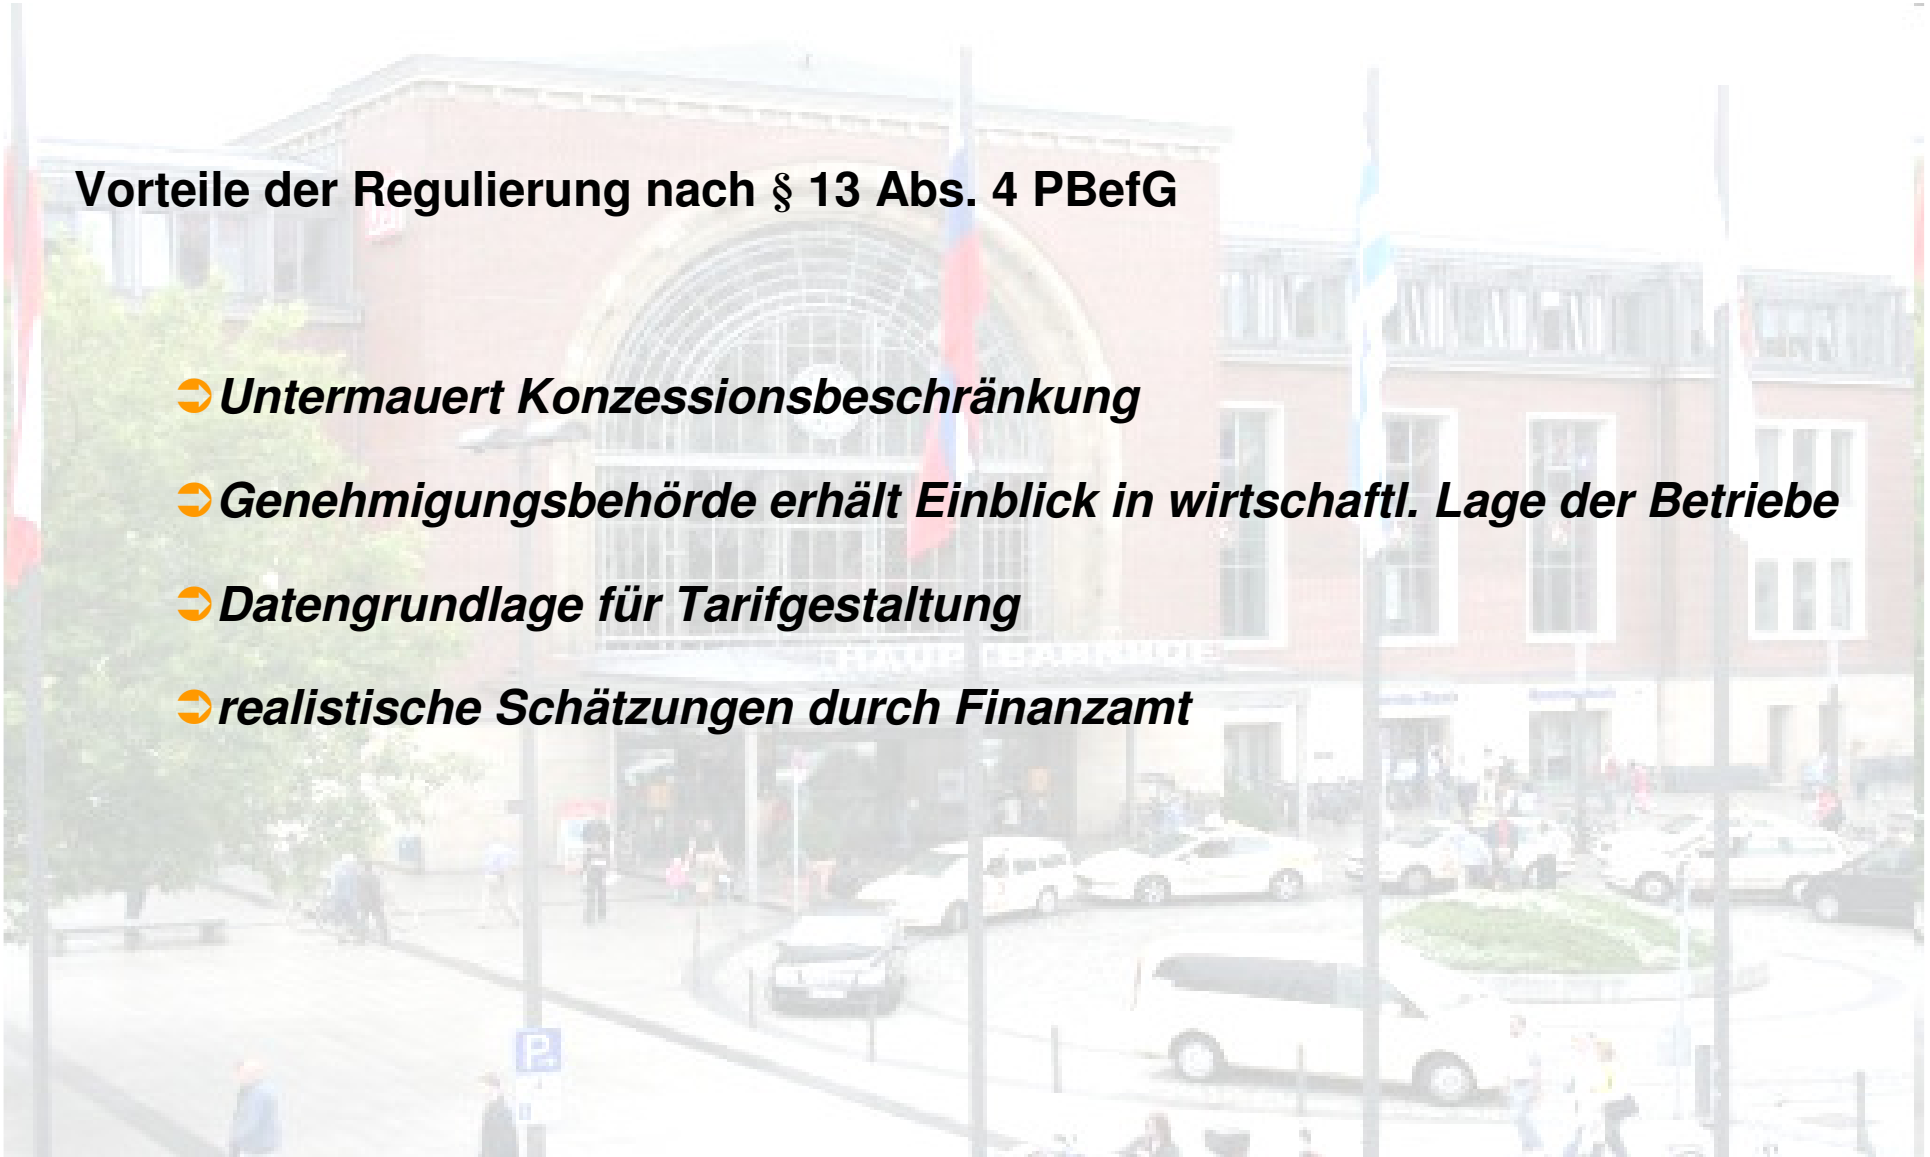 Vorteile der Regulierung nach § 13 Abs. 4 PBefG
Untermauert Konzessionsbeschränkung
Genehmigungsbehörde erhält Einblick in wirtschaftl. Lage der Betriebe
Datengrundlage für Tarifgestaltung
HAUPTBAHNHOF
realistische Schätzungen durch Finanzamt
P